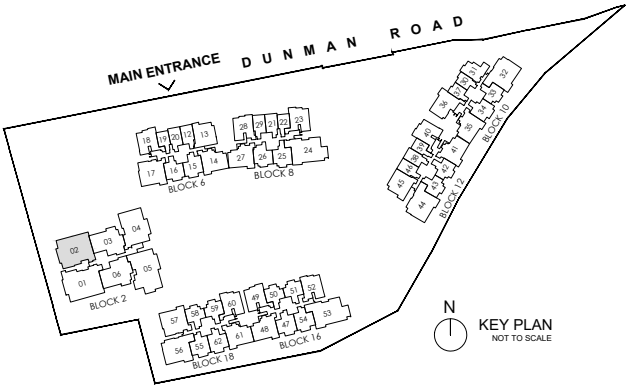 DUNMAN ROAD
MAIN ENTRANCE
18 19 20 12 13
17 16 15 14
BLOCK 6
28 29 21 22 23
27 26 25 24
BLOCK 8
31 32
30
37 33
36 34
35
BLOCK 10
40 41
39
38 42
46 43
45 44
BLOCK 12
02 03 04
01 06 05
BLOCK 2
57 58 59 60
56 55 62 61
BLOCK 18
49 50 51 52
48 47 54 53
BLOCK 16
N
KEY PLAN
NOT TO SCALE